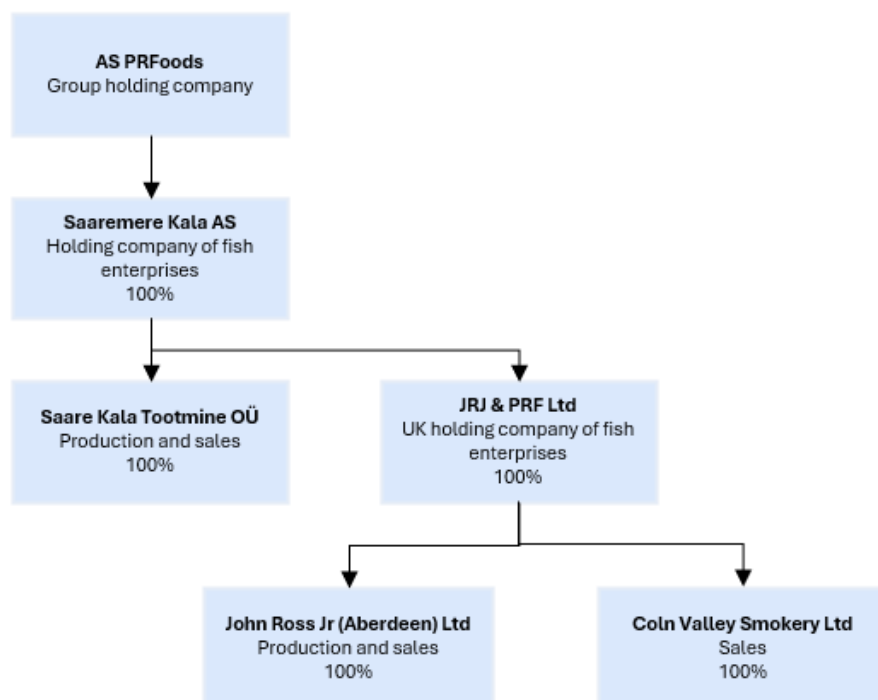 AS PRFoods
Group holding company
Saaremere Kala AS
Holding company of fish
enterprises
100%
Saare Kala Tootmine OÜ
Production and sales
100%
JRJ & PRF Ltd
UK holding company of fish
enterprises
100%
John Ross Jr (Aberdeen) Ltd
Production and sales
100%
Coln Valley Smokery Ltd
Sales
100%